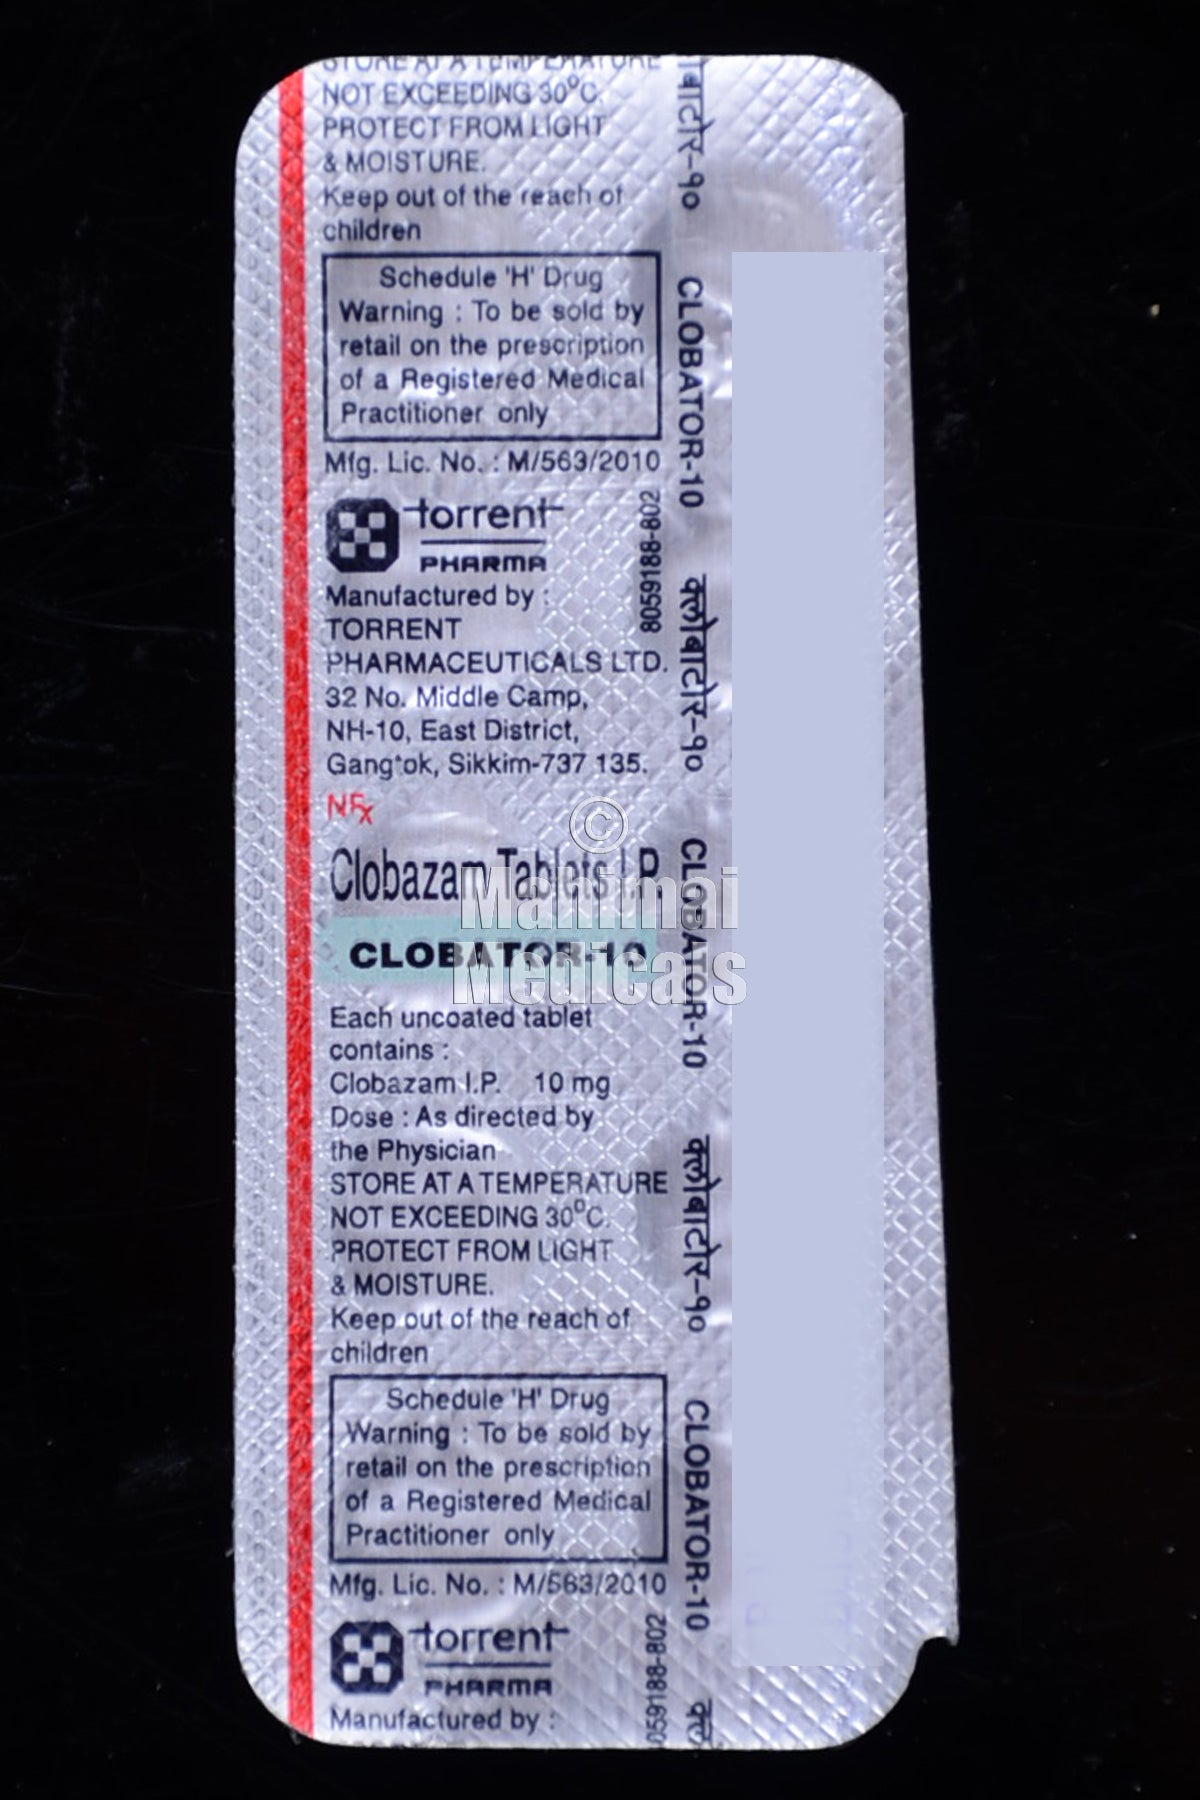 STORE AT A TEMPERATURE
NOT EXCEEDING 30⁰C.
PROTECT FROM LIGHT
& MOISTURE.
Keep out of the reach of
children
Schedule 'H' Drug
Warning : To be sold by
retail on the prescription
of a Registered Medical
Practitioner only
Mfg. Lic. No. : M/563/2010
torrent
PHARMA
8059188-802
Manufactured by :
TORRENT
PHARMACEUTICALS LTD.
32 No. Middle Camp,
NH-10, East District,
Gangtok, Sikkim-737 135.
NRx
Clobazam Tablets I.P.
CLOBATOR-10
Each uncoated tablet
contains :
Clobazam I.P. 10 mg
Dose : As directed by
the Physician
STORE AT A TEMPERATURE
NOT EXCEEDING 30⁰C.
PROTECT FROM LIGHT
& MOISTURE.
Keep out of the reach of
children
Schedule 'H' Drug
Warning : To be sold by
retail on the prescription
of a Registered Medical
Practitioner only
Mfg. Lic. No. : M/563/2010
torrent
PHARMA
059188-802
Manufactured by :
बाटोर-१०
CLOBATOR-10
क्लोबाटोर-१०
CLOBATOR-10
क्लोबाटोर-१०
CLOBATOR-10
©
Manimai
Medica's